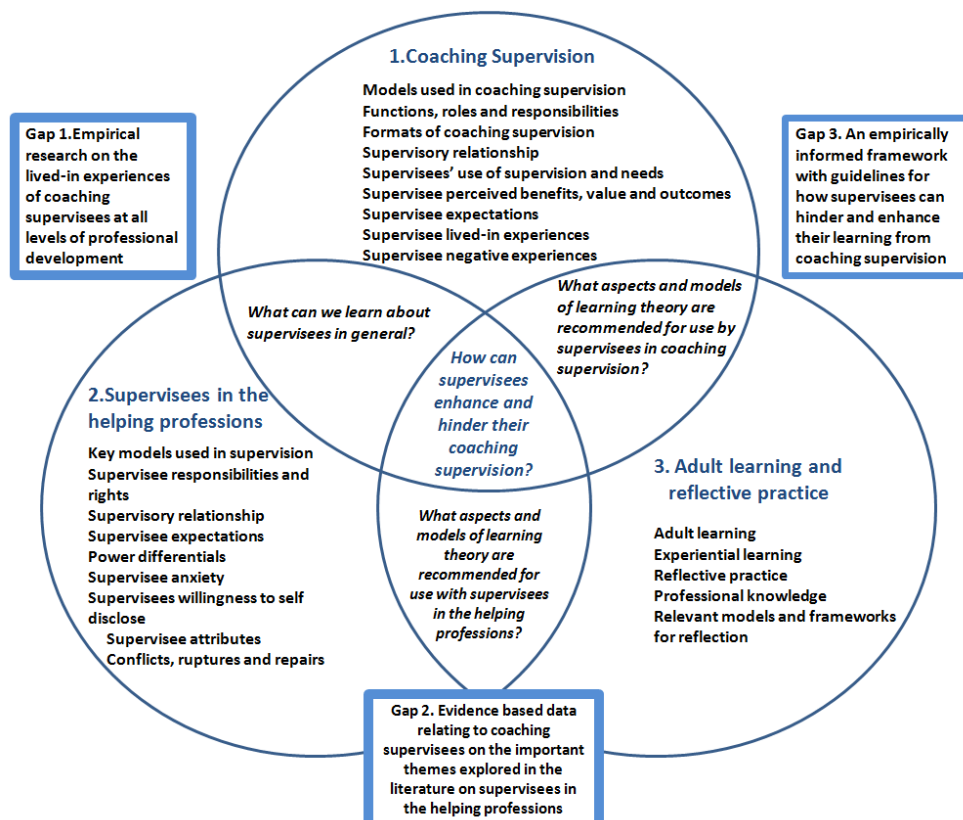 1.Coaching Supervision
Models used in coaching supervision
Functions, roles and responsibilities
Formats of coaching supervision
Supervisory relationship
Supervisees' use of supervision and needs
Supervisee perceived benefits, value and outcomes
Supervisee expectations
Supervisee lived-in experiences
Supervisee negative experiences
Gap 1.Empirical
research on the
lived-in experiences
of coaching
supervisees at all
levels of professional
development
Gap 3. An empirically
informed framework
with guidelines for
how supervisees can
hinder and enhance
their learning from
coaching supervision
What can we learn about
supervisees in general?
What aspects and models
of learning theory are
recommended for use by
supervisees in coaching
supervision?
How can
supervisees
enhance and
hinder their
coaching
supervision?
2.Supervisees in the
helping professions
Key models used in supervision
Supervisee responsibilities and
rights
Supervisory relationship
Supervisee expectations
Power differentials
Supervisee anxiety
Supervisees willingness to self
disclose
Supervisee attributes
Conflicts, ruptures and repairs
What aspects and
models of learning
theory are
recommended for
use with supervisees
in the helping
professions?
3. Adult learning and
reflective practice
Adult learning
Experiential learning
Reflective practice
Professional knowledge
Relevant models and frameworks
for reflection
Gap 2. Evidence based data
relating to coaching
supervisees on the important
themes explored in the
literature on supervisees in
the helping professions